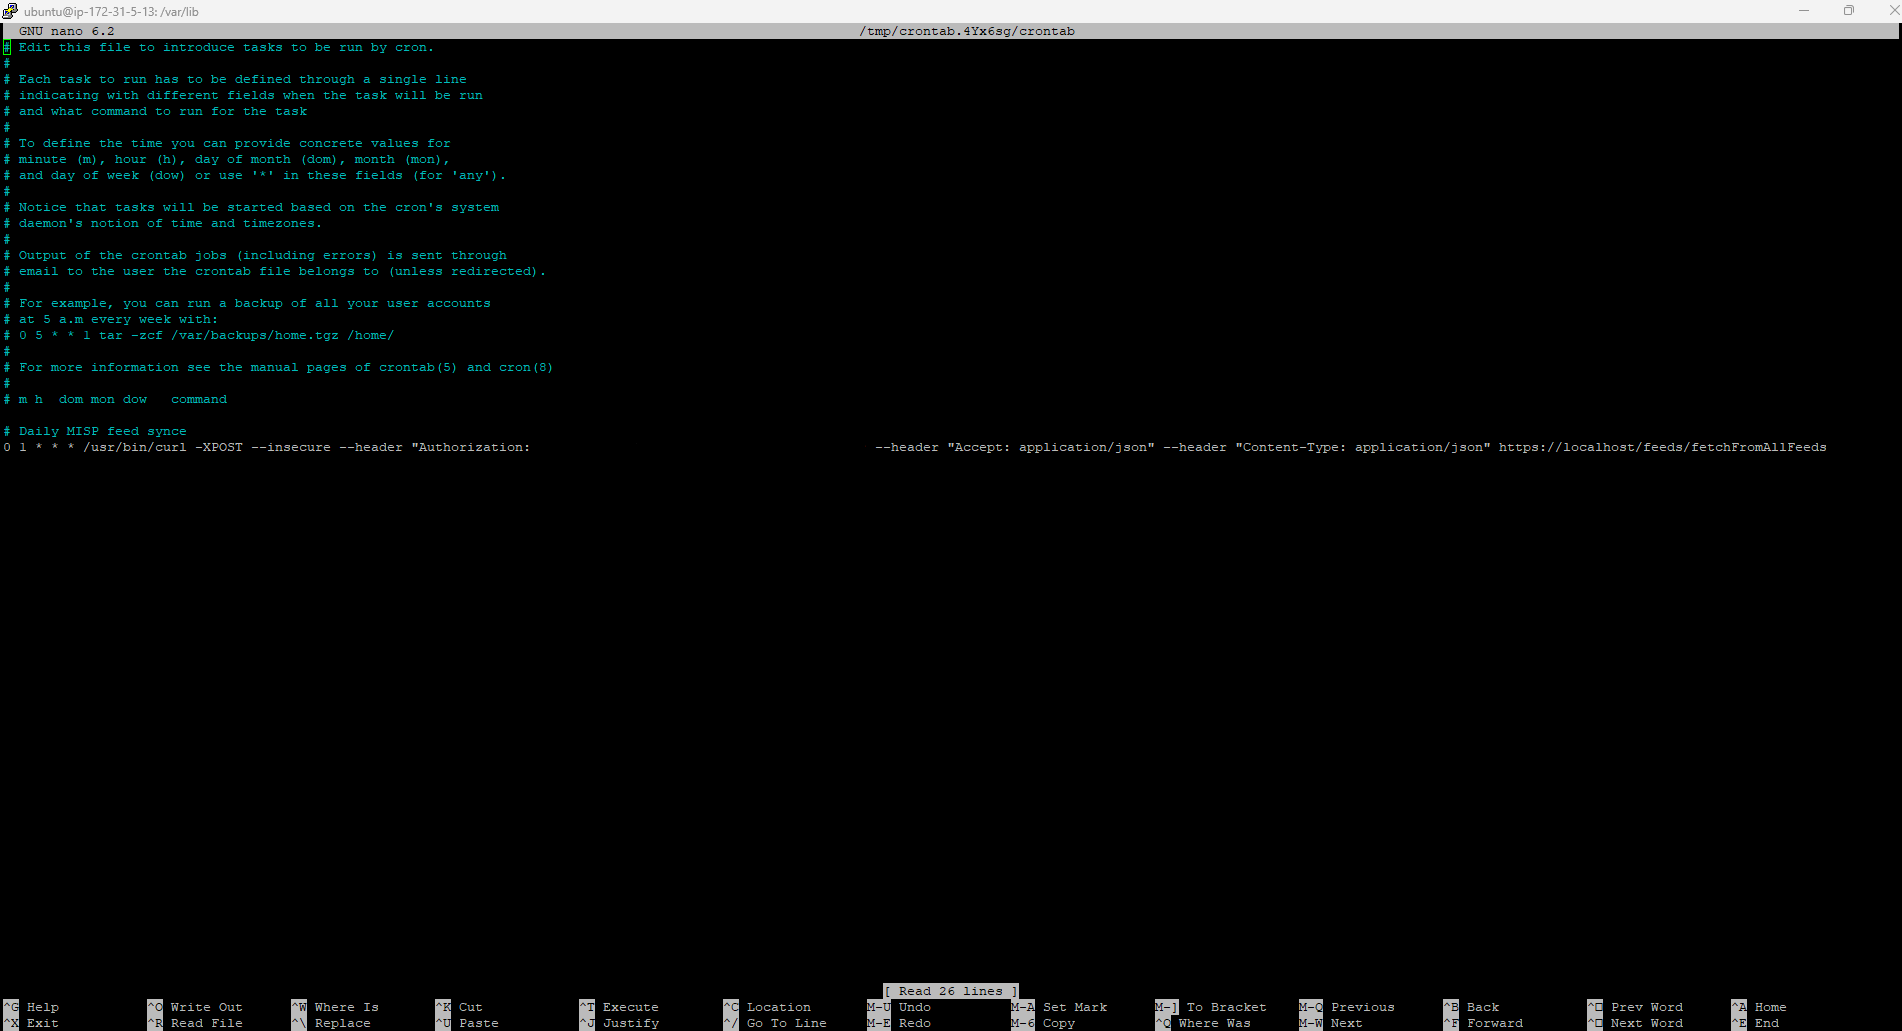 ubuntu@ip-172-31-5-13: /var/lib
GNU nano 6.2 /tmp/crontab.4Yx6sg/crontab
# Edit this file to introduce tasks to be run by cron.
#
# Each task to run has to be defined through a single line
# indicating with different fields when the task will be run
# and what command to run for the task
#
# To define the time you can provide concrete values for
# minute (m), hour (h), day of month (dom), month (mon),
# and day of week (dow) or use '*' in these fields (for 'any').
#
# Notice that tasks will be started based on the cron's system
# daemon's notion of time and timezones.
#
# Output of the crontab jobs (including errors) is sent through
# email to the user the crontab file belongs to (unless redirected).
#
# For example, you can run a backup of all your user accounts
# at 5 a.m every week with:
# 0 5 * * 1 tar -zcf /var/backups/home.tgz /home/
#
# For more information see the manual pages of crontab(5) and cron(8)
#
# m h  dom mon dow   command
# Daily MISP feed synce
0 1 * * * /usr/bin/curl -XPOST --insecure --header "Authorization: --header "Accept: application/json" --header "Content-Type: application/json" https://localhost/feeds/fetchFromAllFeeds
[ Read 26 lines ]
^G Help ^O Write Out ^W Where Is ^K Cut ^T Execute ^C Location M-U Undo M-A Set Mark M-] To Bracket M-Q Previous ^B Back ^□ Prev Word ^A Home
^X Exit ^R Read File ^\ Replace ^U Paste ^J Justify ^/ Go To Line M-E Redo M-6 Copy ^Q Where Was M-W Next ^F Forward ^□ Next Word ^E End